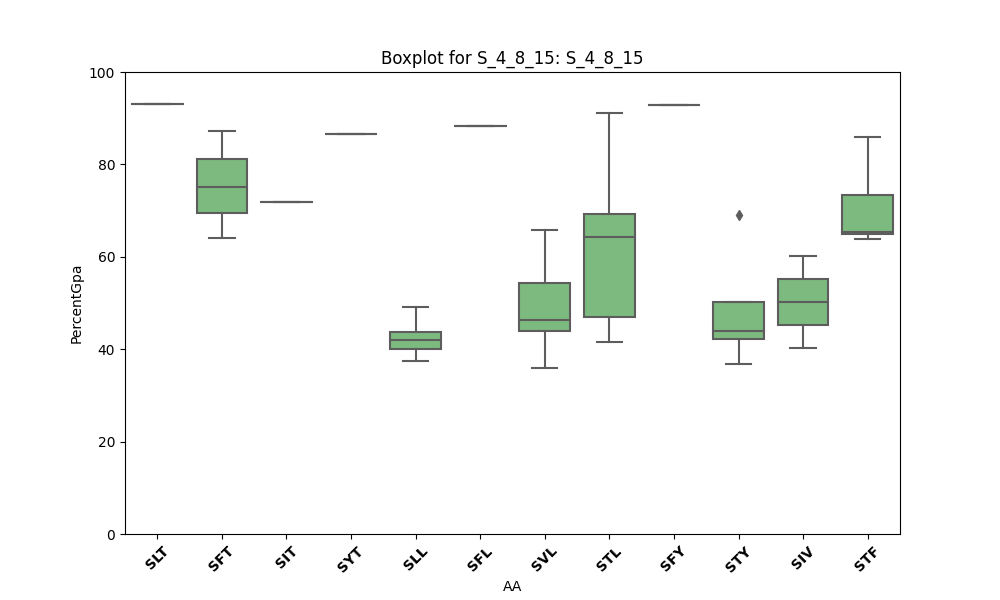 Boxplot for S_4_8_15: S_4_8_15
100
80
60
40
20
0
PercentGpa
SLT SFT SIT SYT SLL SFL SVL STL SFY STY SIV STF
AA